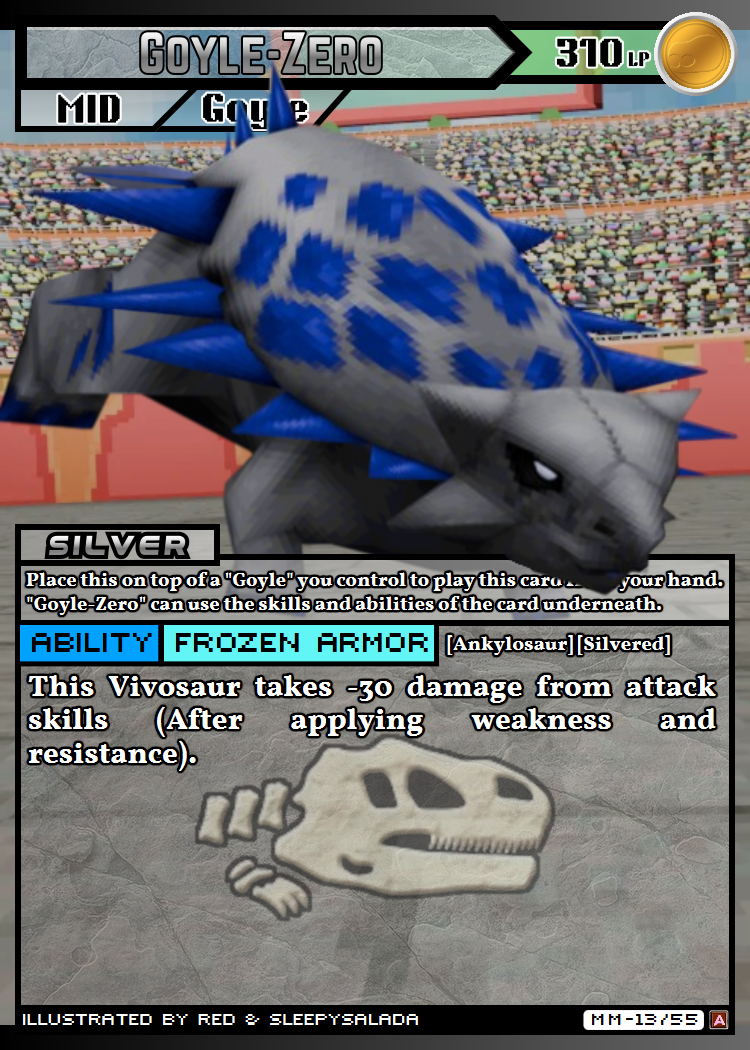 GOYLE-ZERO
310 LP
MID
Goyle
SILVER
Place this on top of a "Goyle" you control to play this card your hand.
"Goyle-Zero" can use the skills and abilities of the card underneath.
ABILITY FROZEN ARMOR [Ankylosaur][Silvered]
This Vivosaur takes -30 damage from attack
skills (After applying weakness and
resistance).
ILLUSTRATED BY RED & SLEEPYSALADA
MM-13/55 A